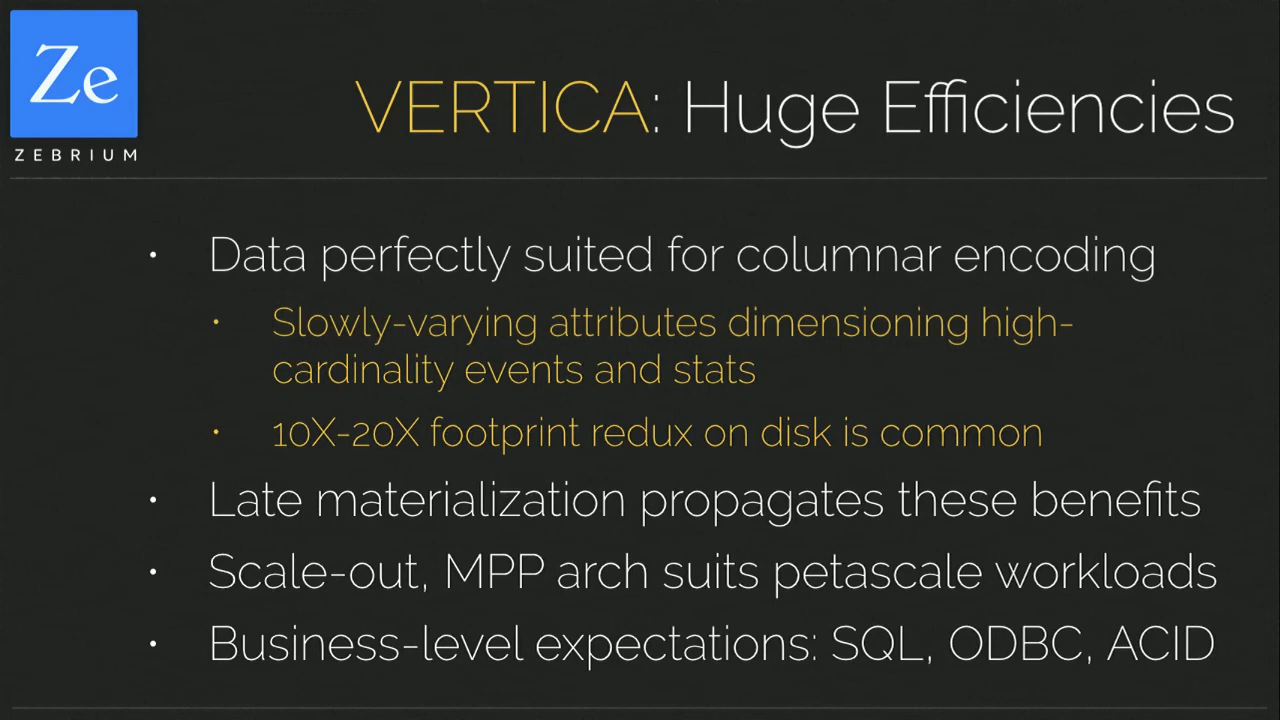 Ze
ZEBRIUM
VERTICA: Huge Efficiencies
• Data perfectly suited for columnar encoding
• Slowly-varying attributes dimensioning high-
cardinality events and stats
• 10X-20X footprint redux on disk is common
• Late materialization propagates these benefits
• Scale-out, MPP arch suits petascale workloads
• Business-level expectations: SQL, ODBC, ACID